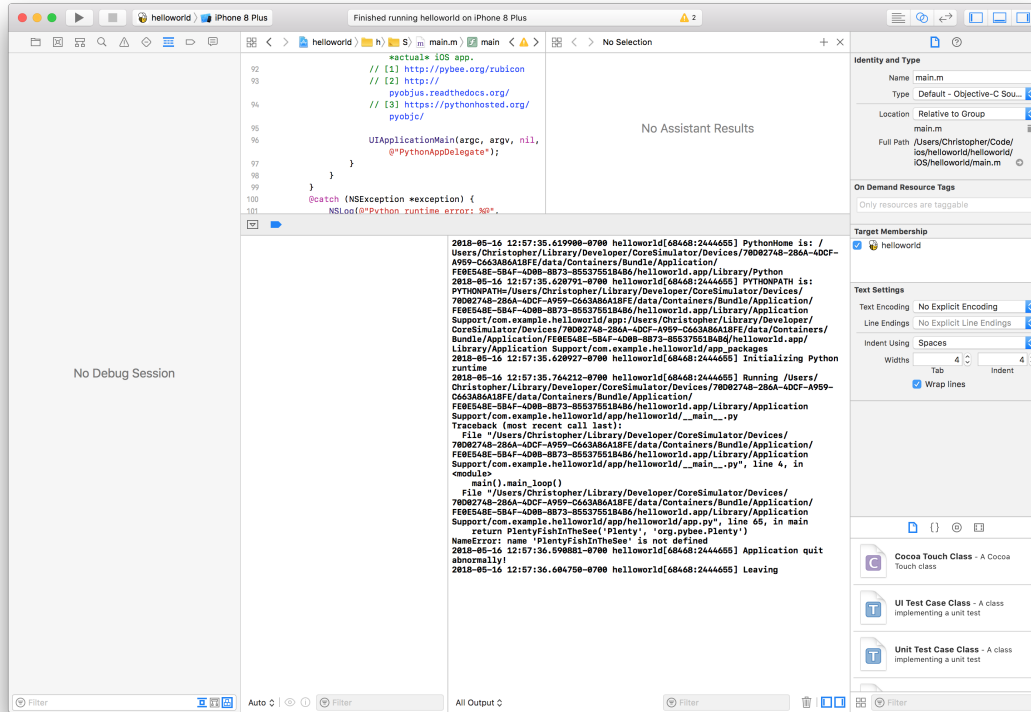 helloworld
iPhone 8 Plus
Finished running helloworld on iPhone 8 Plus
2
helloworld
h
S
m
main.m
main
No Selection
*actual* iOS app.
92 // [1] http://pybee.org/rubicon
93 // [2] http://
pyobjus.readthedocs.org/
94 // [3] https://pythonhosted.org/
pyobjc/
95
96 UIApplicationMain(argc, argv, nil,
@"PythonAppDelegate");
97 }
98 }
99 }
100 @catch (NSException *exception) {
101 NSLog(@"Python runtime error: %@",
No Assistant Results
No Debug Session
2018-05-16 12:57:35.619900-0700 helloworld[68468:2444655] PythonHome is: /
Users/Christopher/Library/Developer/CoreSimulator/Devices/70D02748-286A-4DCF-
A959-C663A86A18FE/data/Containers/Bundle/Application/
FE0E548E-5B4F-4D0B-8B73-85537551B4B6/helloworld.app/Library/Python
2018-05-16 12:57:35.620791-0700 helloworld[68468:2444655] PYTHONPATH is:
PYTHONPATH=/Users/Christopher/Library/Developer/CoreSimulator/Devices/
70D02748-286A-4DCF-A959-C663A86A18FE/data/Containers/Bundle/Application/
FE0E548E-5B4F-4D0B-8B73-85537551B4B6/helloworld.app/Library/Application
Support/com.example.helloworld/app:/Users/Christopher/Library/Developer/
CoreSimulator/Devices/70D02748-286A-4DCF-A959-C663A86A18FE/data/Containers/
Bundle/Application/FE0E548E-5B4F-4D0B-8B73-85537551B4B6/helloworld.app/
Library/Application Support/com.example.helloworld/app_packages
2018-05-16 12:57:35.620927-0700 helloworld[68468:2444655] Initializing Python
runtime
2018-05-16 12:57:35.764212-0700 helloworld[68468:2444655] Running /Users/
Christopher/Library/Developer/CoreSimulator/Devices/70D02748-286A-4DCF-A959-
C663A86A18FE/data/Containers/Bundle/Application/
FE0E548E-5B4F-4D0B-8B73-85537551B4B6/helloworld.app/Library/Application
Support/com.example.helloworld/app/helloworld/__main__.py
Traceback (most recent call last):
File "/Users/Christopher/Library/Developer/CoreSimulator/Devices/
70D02748-286A-4DCF-A959-C663A86A18FE/data/Containers/Bundle/Application/
FE0E548E-5B4F-4D0B-8B73-85537551B4B6/helloworld.app/Library/Application
Support/com.example.helloworld/app/helloworld/__main__.py", line 4, in
<module>
main().main_loop()
File "/Users/Christopher/Library/Developer/CoreSimulator/Devices/
70D02748-286A-4DCF-A959-C663A86A18FE/data/Containers/Bundle/Application/
FE0E548E-5B4F-4D0B-8B73-85537551B4B6/helloworld.app/Library/Application
Support/com.example.helloworld/app/helloworld/app.py", line 65, in main
return PlentyFishInTheSee('Plenty', 'org.pybee.Plenty')
NameError: name 'PlentyFishInTheSee' is not defined
2018-05-16 12:57:36.590881-0700 helloworld[68468:2444655] Application quit
abnormally!
2018-05-16 12:57:36.604750-0700 helloworld[68468:2444655] Leaving
Filter
Auto
Filter
All Output
Filter
Identity and Type
Name main.m
Type Default - Objective-C Sou...
Location Relative to Group
main.m
Full Path /Users/Christopher/Code/
ios/helloworld/helloworld/
iOS/helloworld/main.m
On Demand Resource Tags
Only resources are taggable
Target Membership
helloworld
Text Settings
Text Encoding No Explicit Encoding
Line Endings No Explicit Line Endings
Indent Using Spaces
Widths 4 4
Tab Indent
Wrap lines
{ }
C
Cocoa Touch Class - A Cocoa
Touch class
T
UI Test Case Class - A class
implementing a unit test
T
Unit Test Case Class - A class
implementing a unit test
Filter